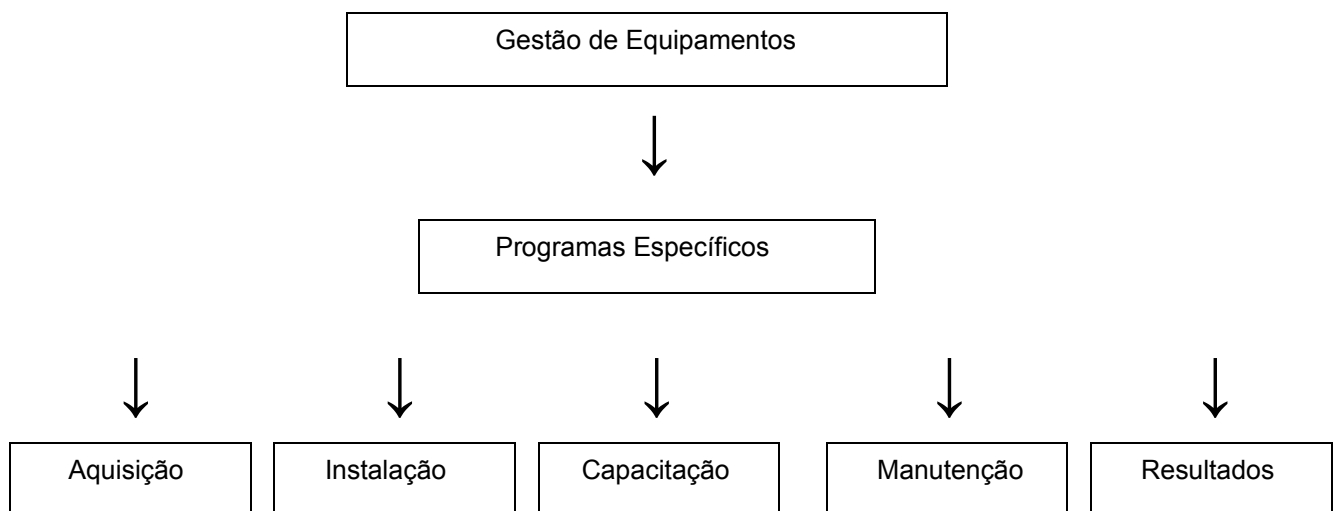 Gestão de Equipamentos
Programas Específicos
Aquisição
Instalação
Capacitação
Manutenção
Resultados